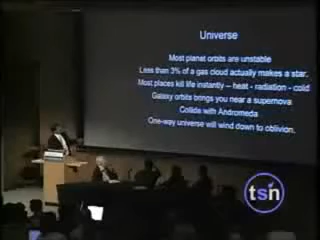 Universe
Most planet orbits are unstable
Less than 3% of a gas cloud actually makes a star.
Most places kill life instantly – heat - radiation - cold
Galaxy orbits brings you near a supernova
Collide with Andromeda
One-way universe will wind down to oblivion.
tsn